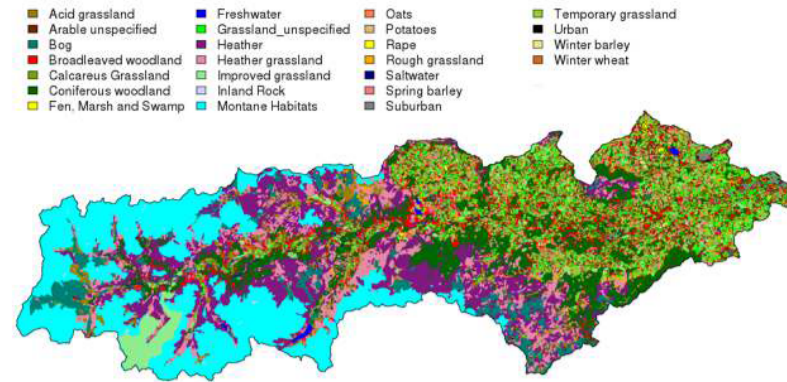 Acid grassland
Arable unspecified
Bog
Broadleaved woodland
Calcareus Grassland
Coniferous woodland
Fen, Marsh and Swamp
Freshwater
Grassland_unspecified
Heather
Heather grassland
Improved grassland
Inland Rock
Montane Habitats
Oats
Potatoes
Rape
Rough grassland
Saltwater
Spring barley
Suburban
Temporary grassland
Urban
Winter barley
Winter wheat